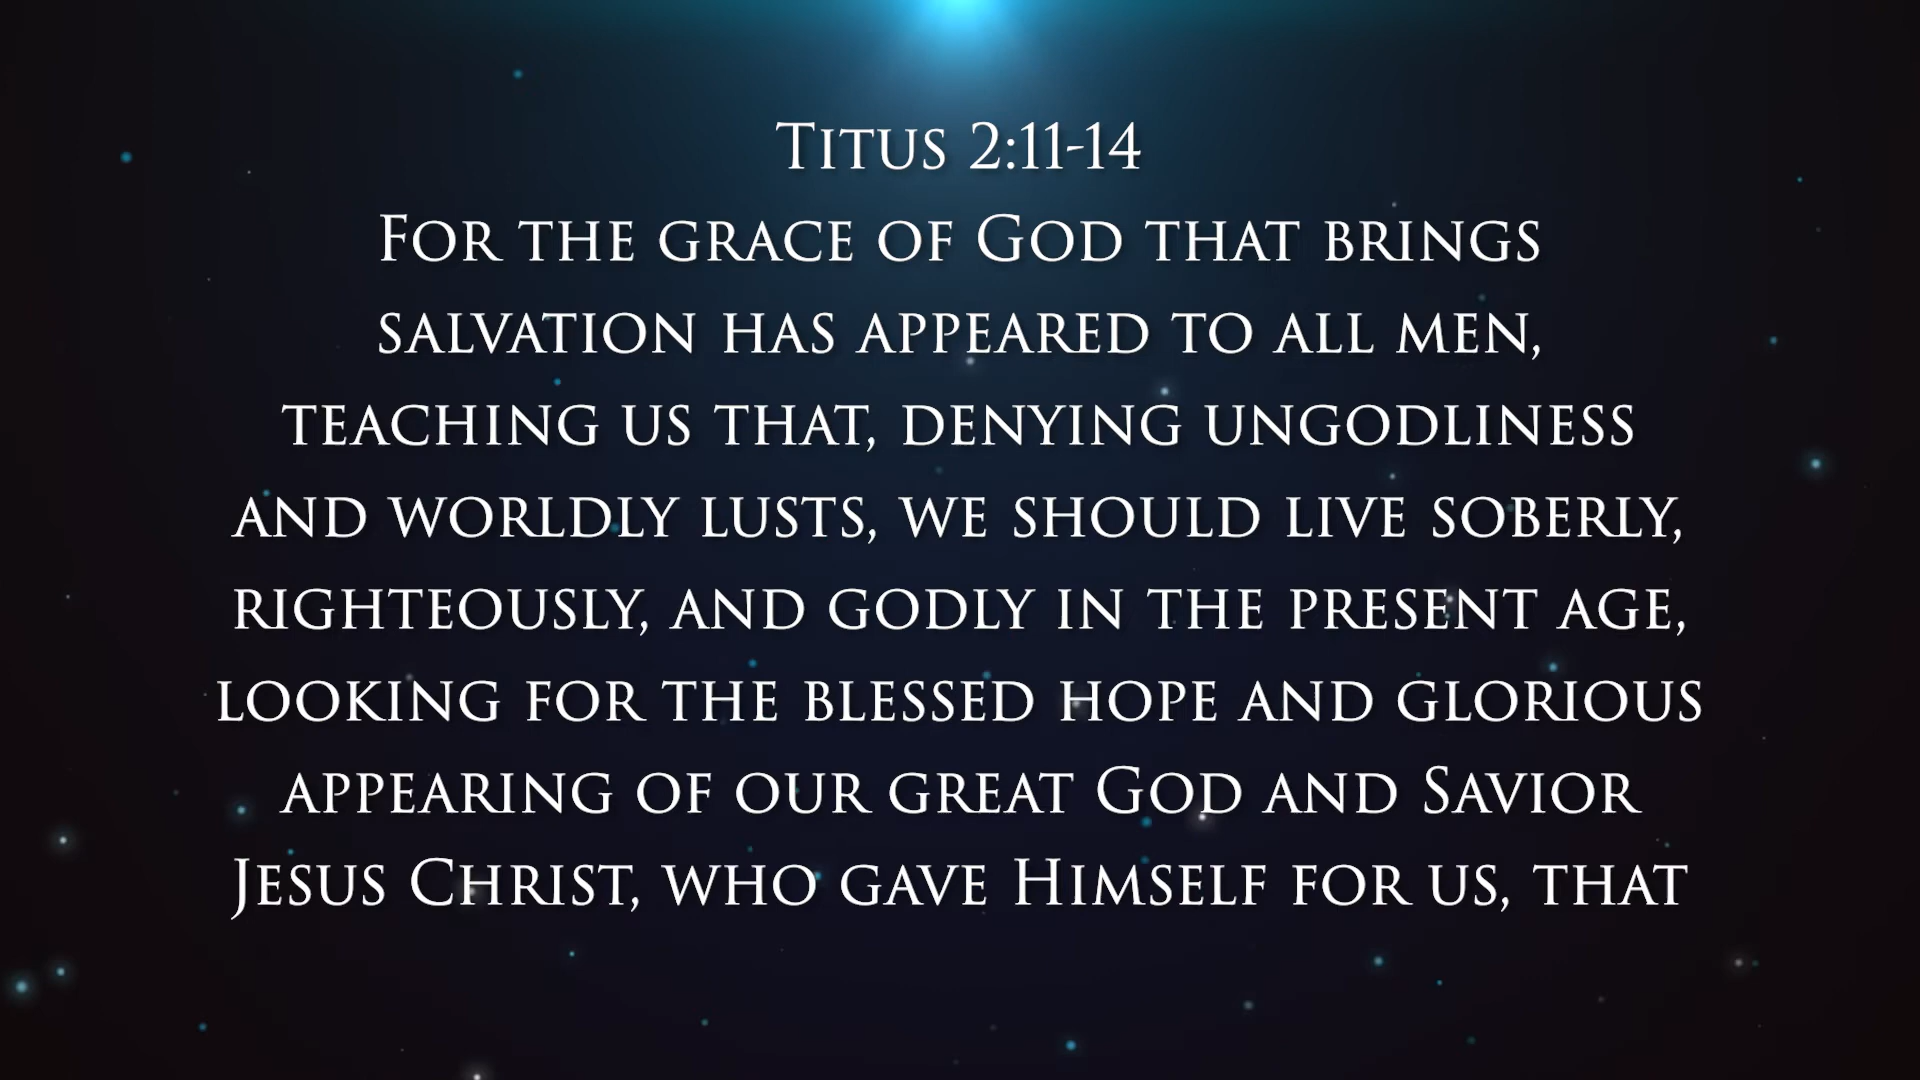 Titus 2:11-14
For the grace of God that brings
salvation has appeared to all men,
teaching us that, denying ungodliness
and worldly lusts, we should live soberly,
righteously, and godly in the present age,
looking for the blessed hope and glorious
appearing of our great God and Savior
Jesus Christ, who gave Himself for us, that